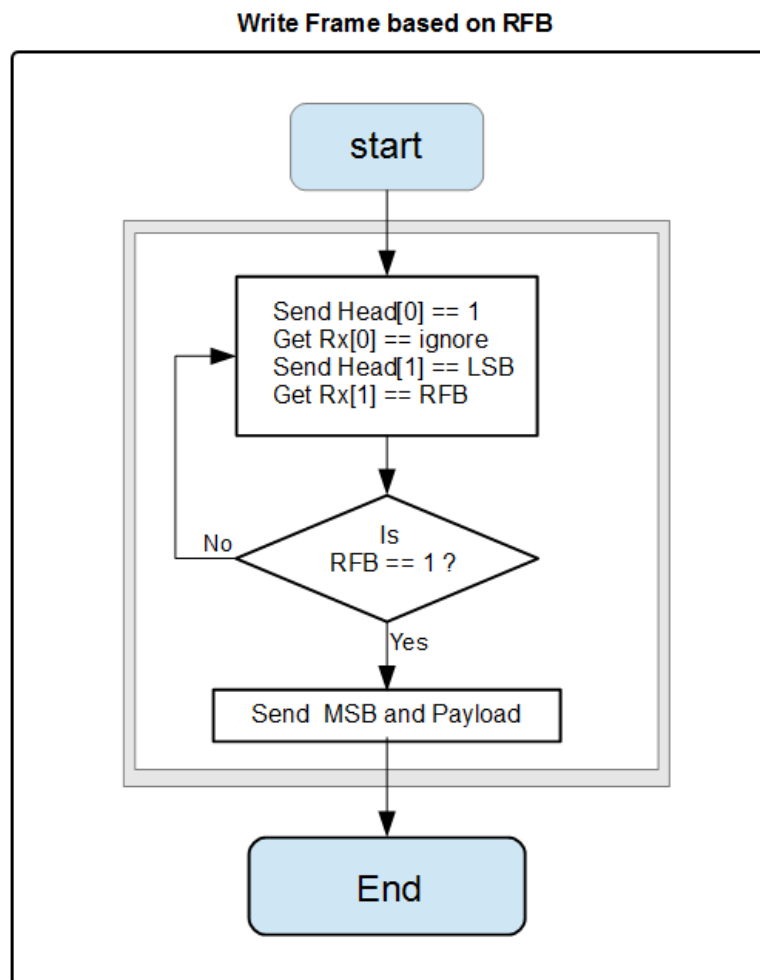 Write Frame based on RFB
start
Send Head[0] == 1
Get Rx[0] == ignore
Send Head[1] == LSB
Get Rx[1] == RFB
Is
RFB == 1 ?
No
Yes
Send MSB and Payload
End